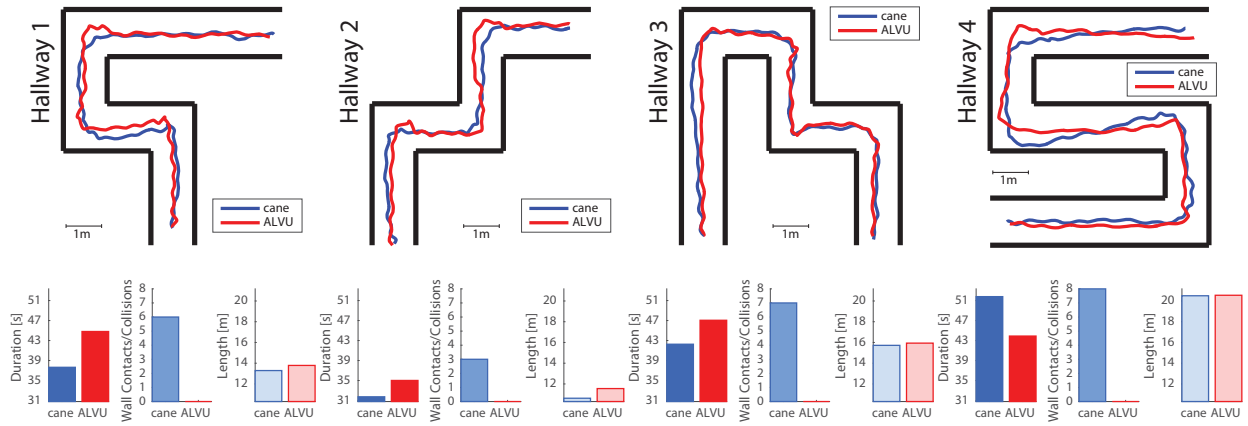 Hallway 1
cane
ALVU
1m
Hallway 2
cane
ALVU
1m
Hallway 3
cane
ALVU
1m
Hallway 4
cane
ALVU
1m
Duration [s]
51
47
43
39
35
31
cane ALVU
Wall Contacts/Collisions
8
7
6
5
4
3
2
1
0
cane ALVU
Length [m]
20
18
16
14
12
cane ALVU
Duration [s]
51
47
43
39
35
31
cane ALVU
Wall Contacts/Collisions
8
7
6
5
4
3
2
1
0
cane ALVU
Length [m]
20
18
16
14
12
cane ALVU
Duration [s]
51
47
43
39
35
31
cane ALVU
Wall Contacts/Collisions
8
7
6
5
4
3
2
1
0
cane ALVU
Length [m]
20
18
16
14
12
cane ALVU
Duration [s]
51
47
43
39
35
31
cane ALVU
Wall Contacts/Collisions
8
7
6
5
4
3
2
1
0
cane ALVU
Length [m]
20
18
16
14
12
cane ALVU